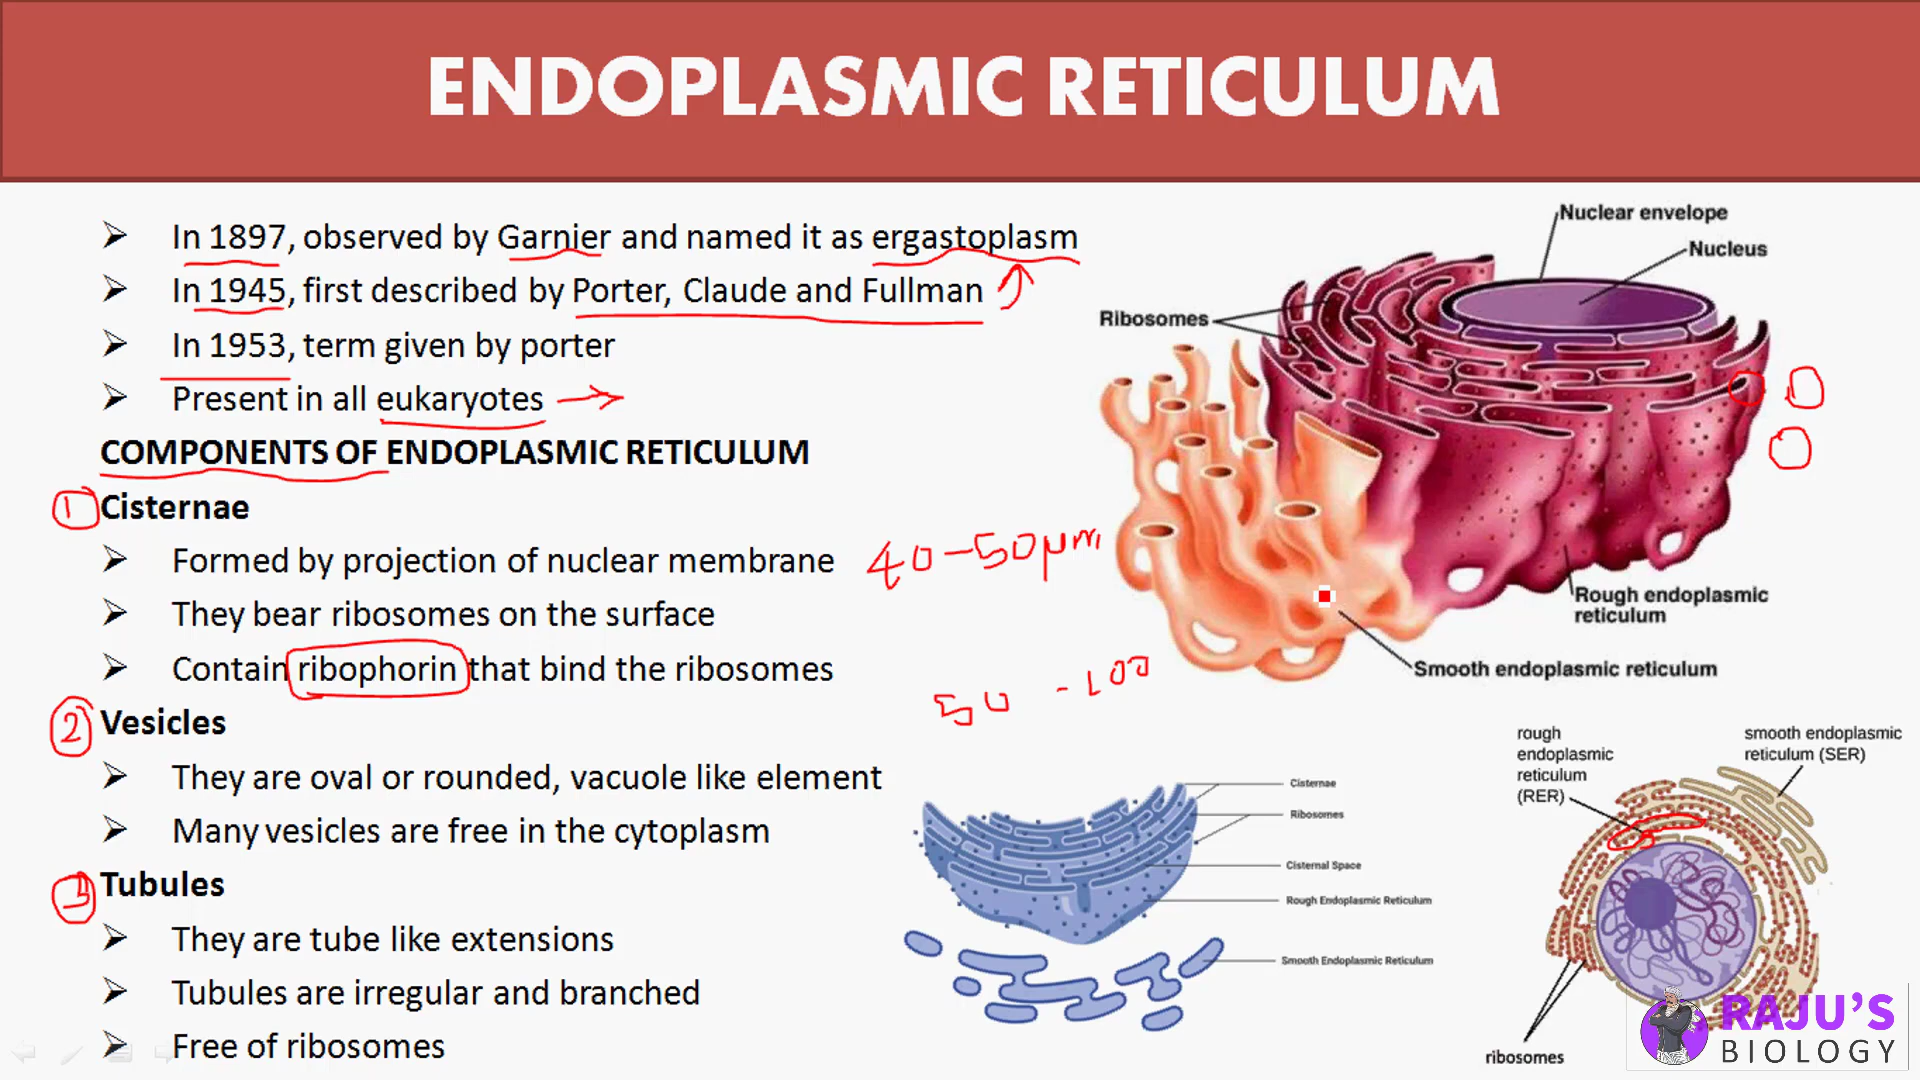 ENDOPLASMIC RETICULUM
➢ In 1897, observed by Garnier and named it as ergastoplasm
➢ In 1945, first described by Porter, Claude and Fullman
➢ In 1953, term given by porter
➢ Present in all eukaryotes
COMPONENTS OF ENDOPLASMIC RETICULUM
1 Cisternae
➢ Formed by projection of nuclear membrane
40-50µm
➢ They bear ribosomes on the surface
➢ Contain ribophorin that bind the ribosomes
50 -100
2 Vesicles
➢ They are oval or rounded, vacuole like element
➢ Many vesicles are free in the cytoplasm
3 Tubules
➢ They are tube like extensions
➢ Tubules are irregular and branched
➢ Free of ribosomes
Nuclear envelope
Nucleus
Ribosomes
Rough endoplasmic
reticulum
Smooth endoplasmic reticulum
Cisternae
Ribosomes
Cisternal Space
Rough Endoplasmic Reticulum
Smooth Endoplasmic Reticulum
rough
endoplasmic
reticulum
(RER)
smooth endoplasmic
reticulum (SER)
ribosomes
RAJU'S
BIOLOGY